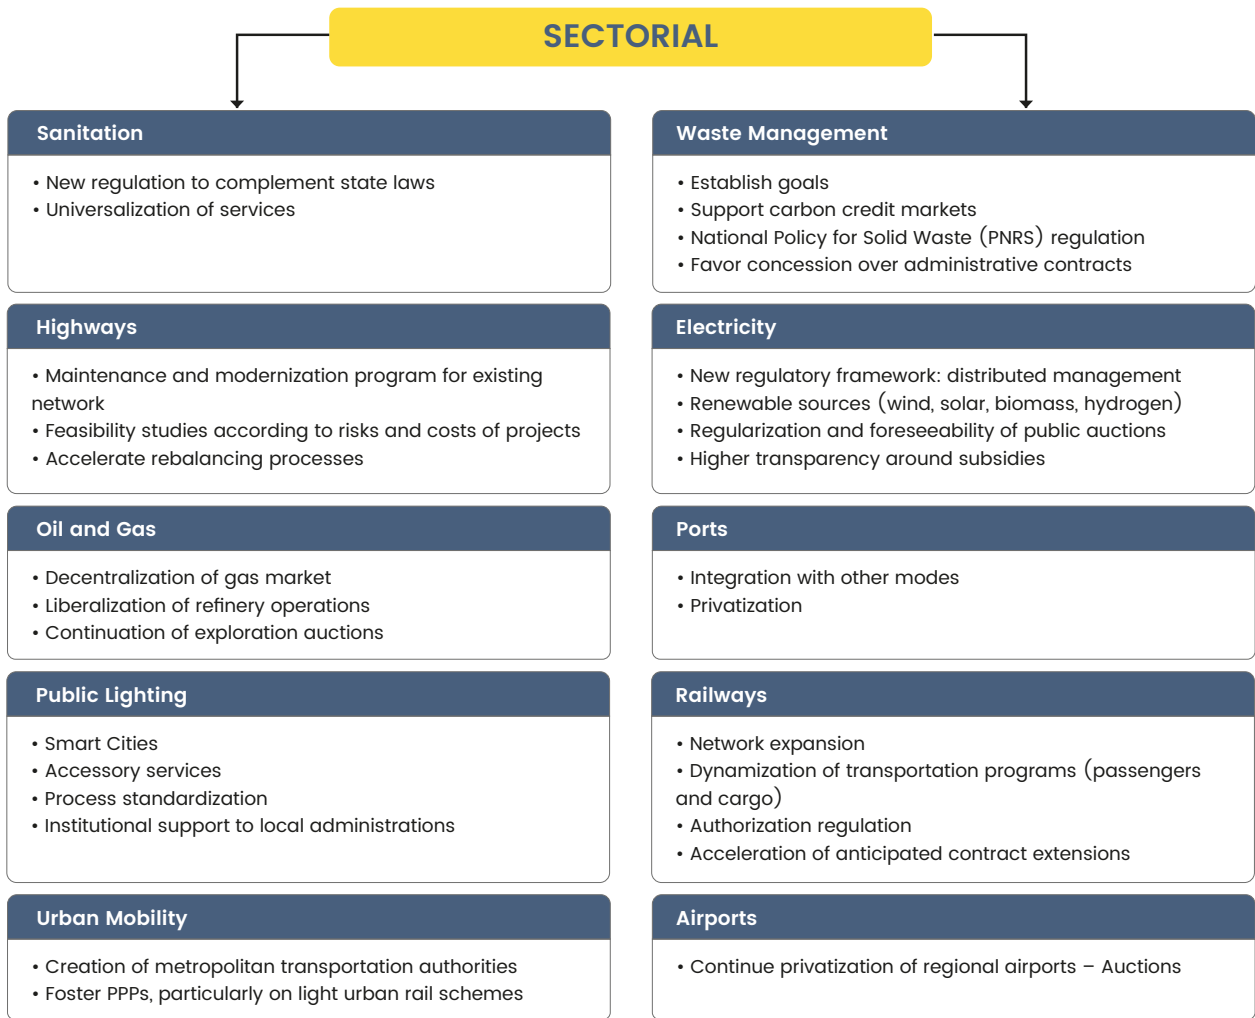 SECTORIAL
Sanitation
• New regulation to complement state laws
• Universalization of services
Waste Management
• Establish goals
• Support carbon credit markets
• National Policy for Solid Waste (PNRS) regulation
• Favor concession over administrative contracts
Highways
• Maintenance and modernization program for existing
network
• Feasibility studies according to risks and costs of projects
• Accelerate rebalancing processes
Electricity
• New regulatory framework: distributed management
• Renewable sources (wind, solar, biomass, hydrogen)
• Regularization and foreseeability of public auctions
• Higher transparency around subsidies
Oil and Gas
• Decentralization of gas market
• Liberalization of refinery operations
• Continuation of exploration auctions
Ports
• Integration with other modes
• Privatization
Public Lighting
• Smart Cities
• Accessory services
• Process standardization
• Institutional support to local administrations
Railways
• Network expansion
• Dynamization of transportation programs (passengers
and cargo)
• Authorization regulation
• Acceleration of anticipated contract extensions
Urban Mobility
• Creation of metropolitan transportation authorities
• Foster PPPs, particularly on light urban rail schemes
Airports
• Continue privatization of regional airports – Auctions